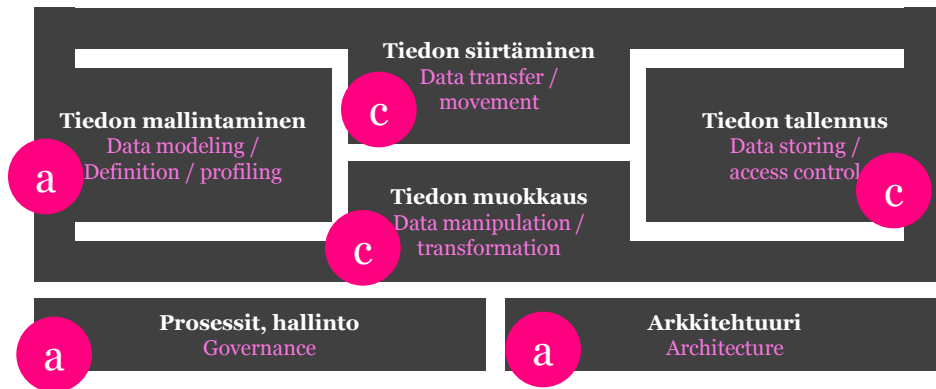 Tiedon siirtäminen
Data transfer /
movement
c
Tiedon mallintaminen
Data modeling /
Definition / profiling
a
Tiedon tallennus
Data storing /
access control
c
Tiedon muokkaus
Data manipulation /
transformation
c
Prosessit, hallinto
Governance
a
Arkkitehtuuri
Architecture
a